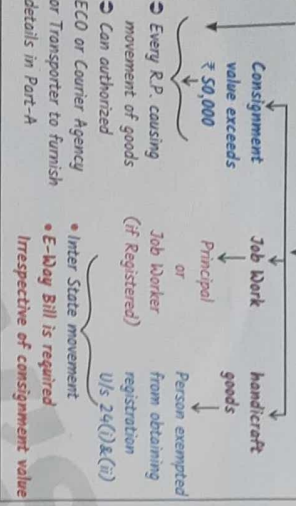 Consignment
value exceeds
₹ 50,000
➲ Every R.P. causing
movement of goods
➲ Can authorized
ECO or Courier Agency
or Transporter to furnish
details in Part-A
Job Work
Principal
or
Job Worker
(if Registered)
handicraft
goods
Person exempted
from obtaining
registration
U/s 24(i)&(ii)
• Inter State movement
• E-Way Bill is required
Irrespective of consignment value